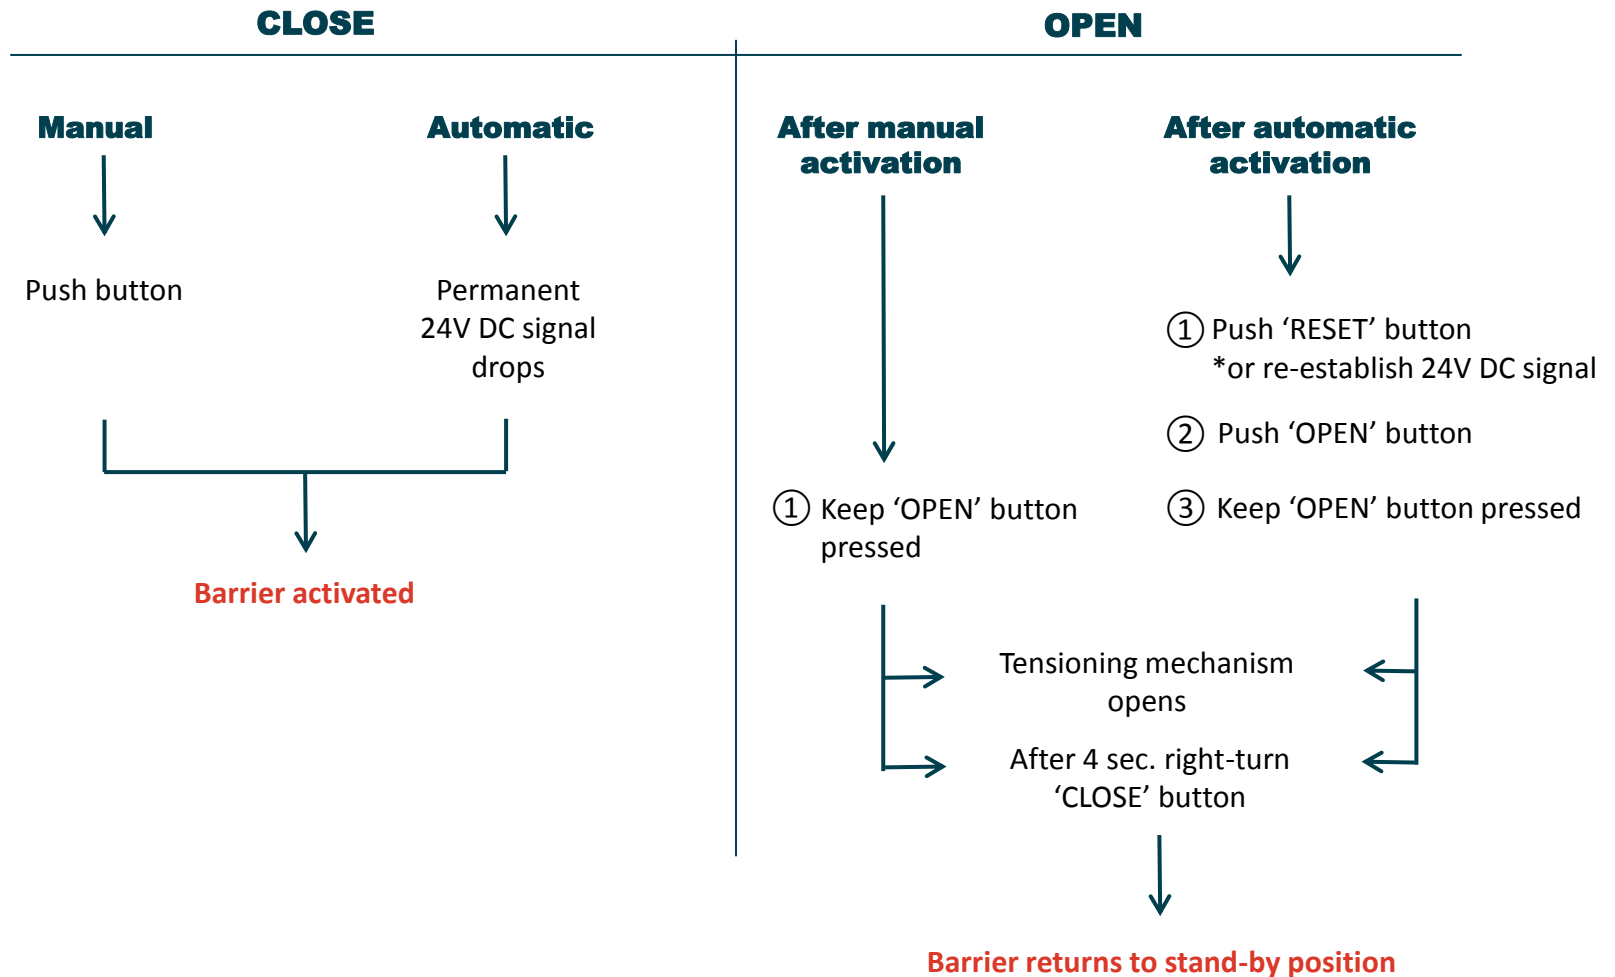 CLOSE
Manual
Automatic
Push button
Permanent
24V DC signal
drops
Barrier activated
OPEN
After manual
activation
① Keep ‘OPEN’ button
pressed
After automatic
activation
① Push ‘RESET’ button
*or re-establish 24V DC signal
② Push ‘OPEN’ button
③ Keep ‘OPEN’ button pressed
Tensioning mechanism
opens
After 4 sec. right-turn
‘CLOSE’ button
Barrier returns to stand-by position